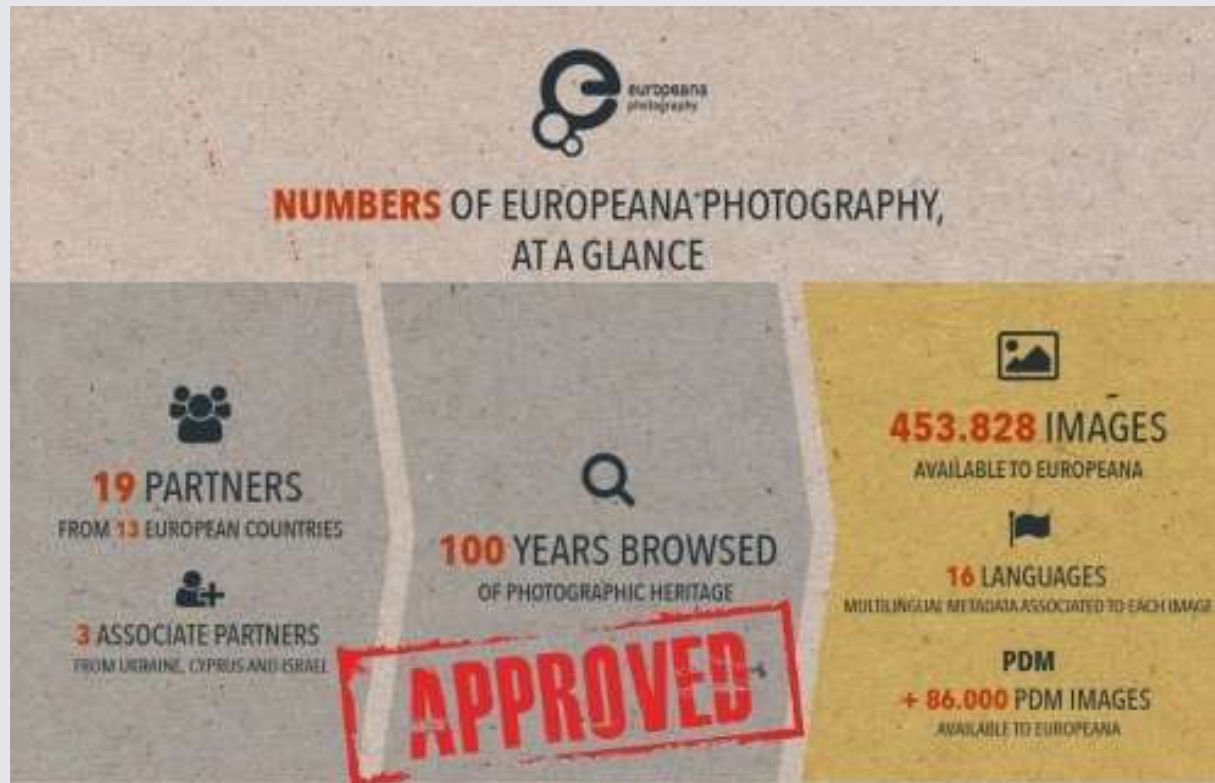 europeana
photography
NUMBERS OF EUROPEANA PHOTOGRAPHY,
AT A GLANCE
19 PARTNERS
FROM 13 EUROPEAN COUNTRIES
3 ASSOCIATE PARTNERS
FROM UKRAINE, CYPRUS AND ISRAEL
100 YEARS BROWSED
OF PHOTOGRAPHIC HERITAGE
APPROVED
453.828 IMAGES
AVAILABLE TO EUROPEANA
16 LANGUAGES
MULTILINGUAL METADATA ASSOCIATED TO EACH IMAGE
PDM
+ 86.000 PDM IMAGES
AVAILABLE TO EUROPEANA